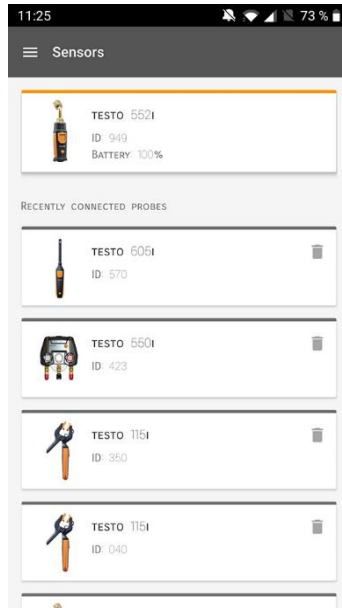 11:25
73 %
Sensors
TESTO 552I
ID: 949
BATTERY: 100%
RECENTLY CONNECTED PROBES
TESTO 605I
ID: 570
TESTO 550I
ID: 423
TESTO 115I
ID: 350
TESTO 115I
ID: 040